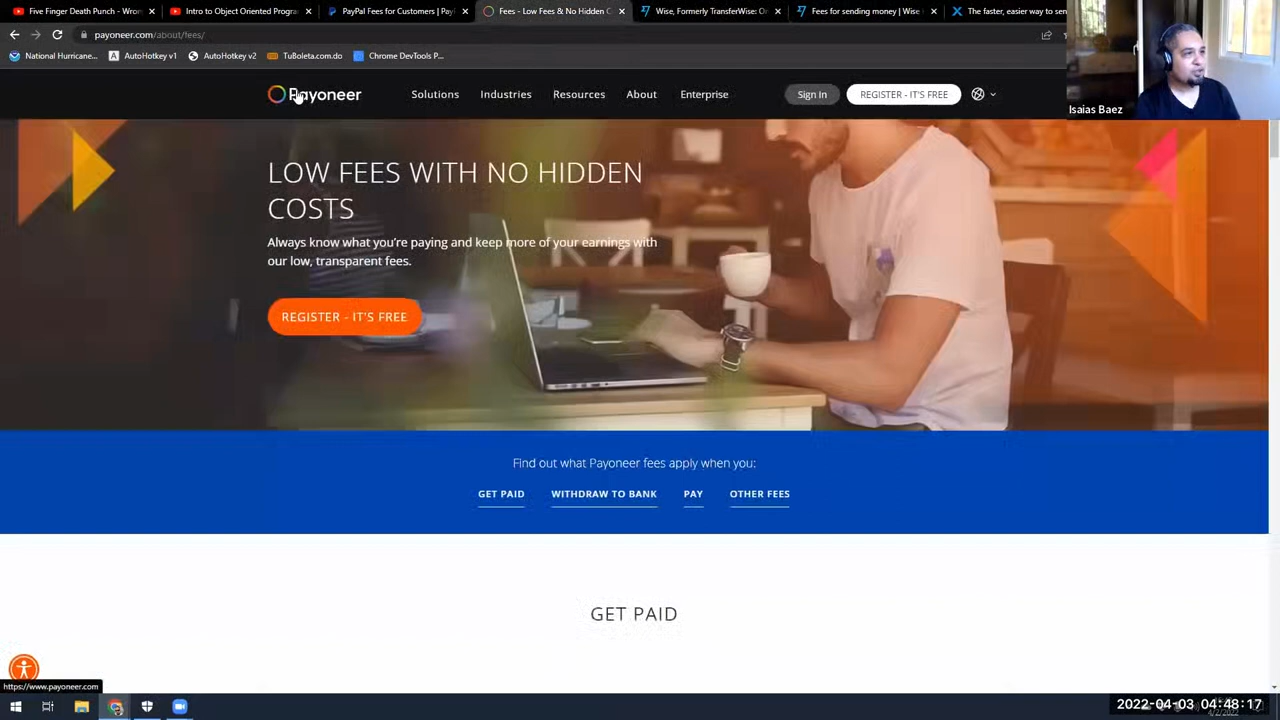 Five Finger Death Punch - Wron
Intro to Object Oriented Progra
PayPal Fees for Customers | Pay
Fees - Low Fees & No Hidden C
Wise, Formerly TransferWise: O
Fees for sending money | Wise
The faster, easier way to sen
payoneer.com/about/fees/
National Hurricane...
AutoHotkey v1
AutoHotkey v2
TuBoleta.com.do
Chrome DevTools P...
Isaias Baez
Payoneer
Solutions
Industries
Resources
About
Enterprise
Sign In
REGISTER - IT'S FREE
LOW FEES WITH NO HIDDEN
COSTS
Always know what you're paying and keep more of your earnings with
our low, transparent fees.
REGISTER - IT'S FREE
Find out what Payoneer fees apply when you:
GET PAID
WITHDRAW TO BANK
PAY
OTHER FEES
GET PAID
https://www.payoneer.com
2022-04-03 04:48:17